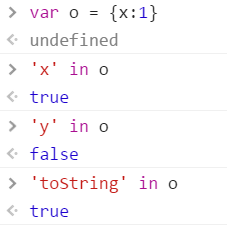 > var o = {x:1}
< undefined
> 'x' in o
< true
> 'y' in o
< false
> 'toString' in o
< true